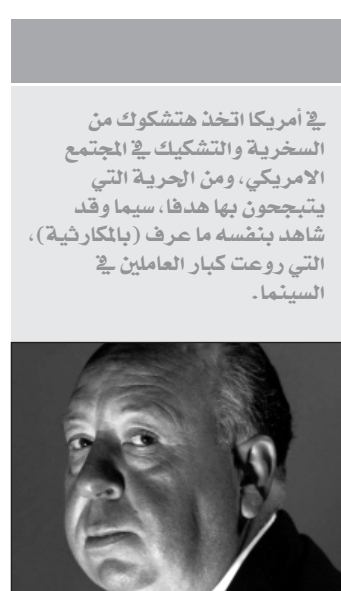 في أمريكا اتخذ هتشكوك من
السخرية والتشكيك في المجتمع
الامريكي، ومن الحرية التي
يتبجحون بها هدفا، سيما وقد
شاهد بنفسه ما عرف (بالمكارثية)،
التي روعت كبار العاملين في
السينما.